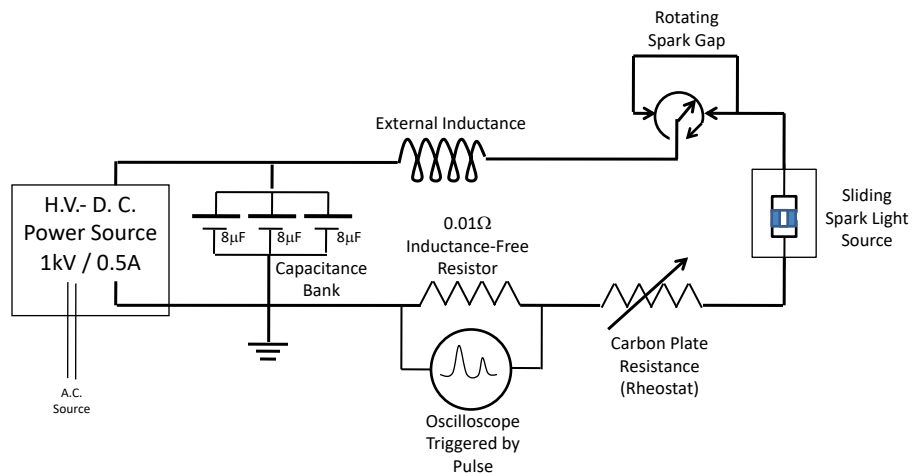 Rotating
Spark Gap
External Inductance
H.V.- D. C.
Power Source
1kV / 0.5A
8μF
8μF
8μF
Capacitance
Bank
0.01Ω
Inductance-Free
Resistor
Sliding
Spark Light
Source
Carbon Plate
Resistance
(Rheostat)
A.C.
Source
Oscilloscope
Triggered by
Pulse